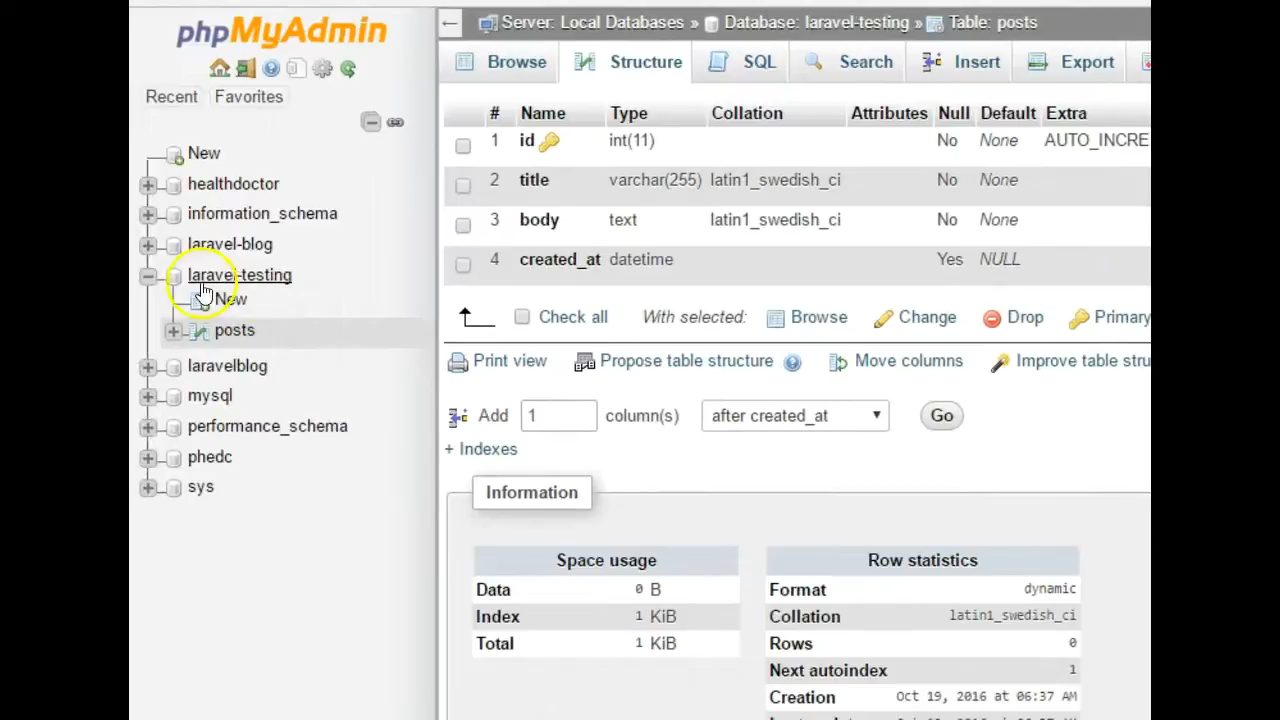 phpMyAdmin
Recent Favorites
New
healthdoctor
information_schema
laravel-blog
laravel-testing
New
posts
laravelblog
mysql
performance_schema
phedc
sys
← Server: Local Databases » Database: laravel-testing » Table: posts
Browse Structure SQL Search Insert Export
# Name Type Collation Attributes Null Default Extra
1 id int(11) No None AUTO_INCRE
2 title varchar(255) latin1_swedish_ci No None
3 body text latin1_swedish_ci No None
4 created_at datetime Yes NULL
Check all With selected: Browse Change Drop Primary
Print view Propose table structure Move columns Improve table stru
Add 1 column(s) after created_at Go
+ Indexes
Information
Space usage
Data 0 B
Index 1 KiB
Total 1 KiB
Row statistics
Format dynamic
Collation latin1_swedish_ci
Rows 0
Next autoindex 1
Creation Oct 19, 2016 at 06:37 AM